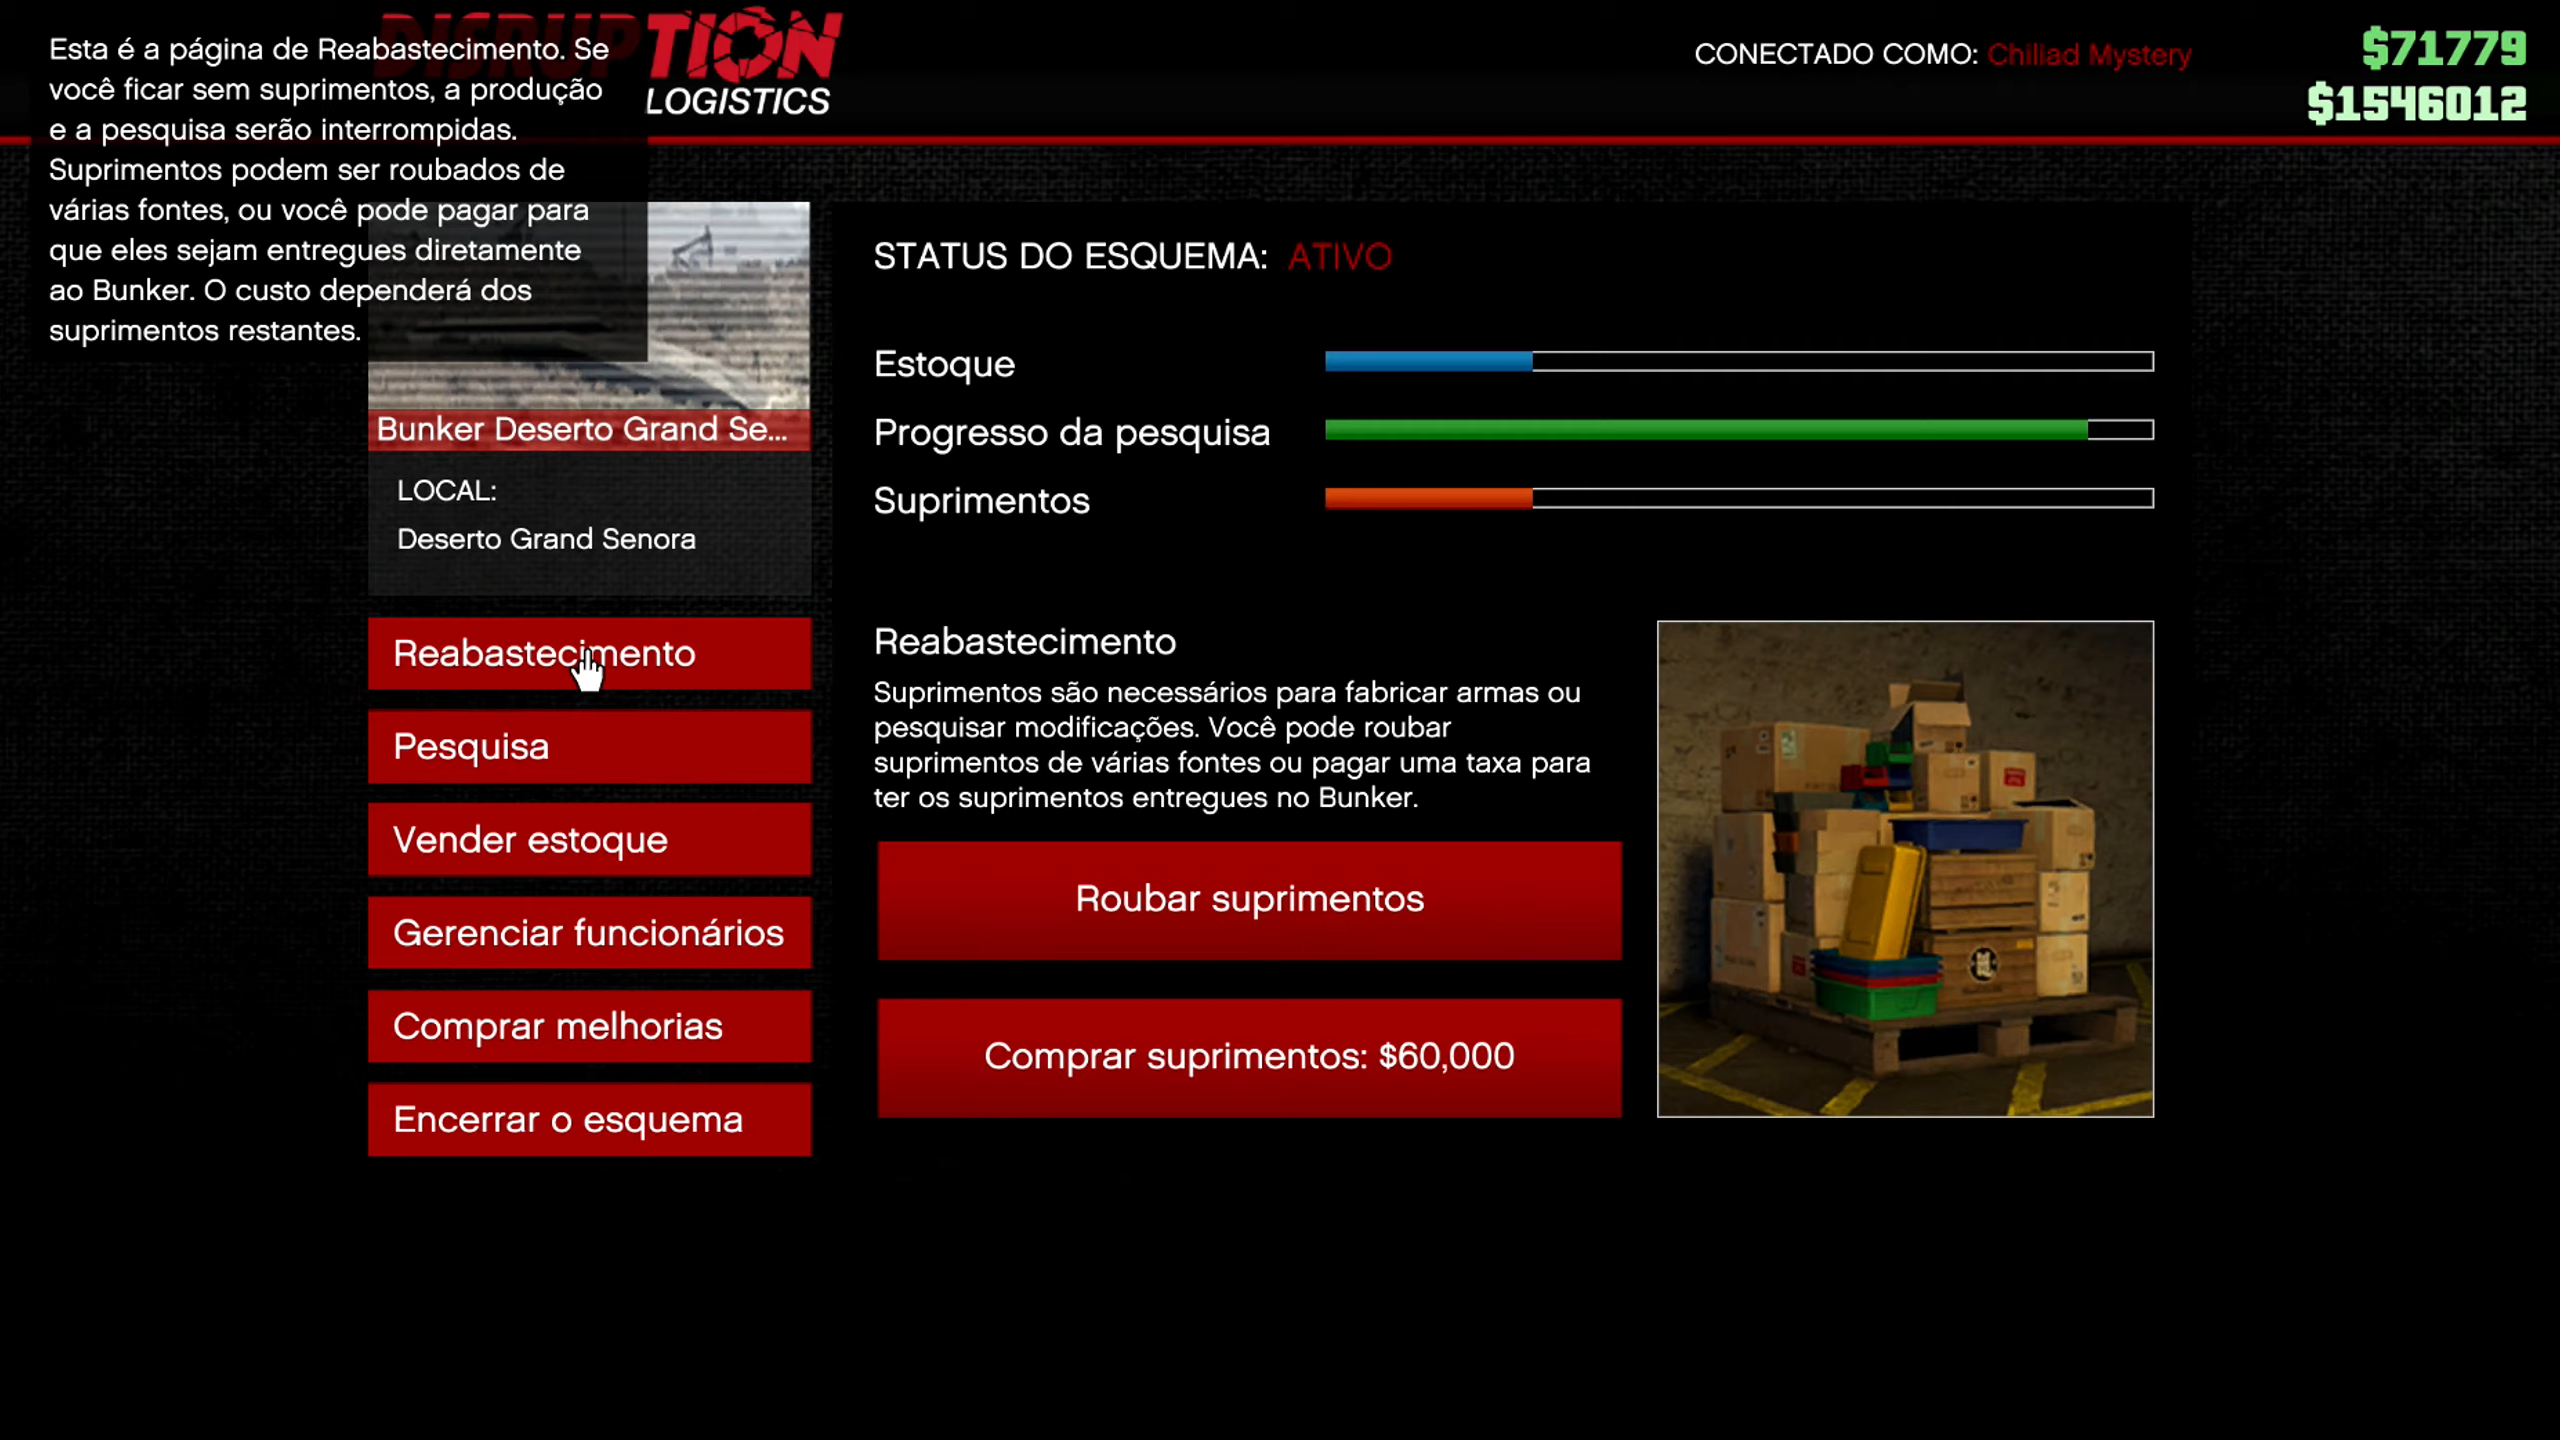 Esta é a página de Reabastecimento. Se
você ficar sem suprimentos, a produção
e a pesquisa serão interrompidas.
Suprimentos podem ser roubados de
várias fontes, ou você pode pagar para
que eles sejam entregues diretamente
ao Bunker. O custo dependerá dos
suprimentos restantes.
DISRUPTION
LOGISTICS
CONECTADO COMO: Chiliad Mystery
$71779
$1546012
Bunker Deserto Grand Se...
LOCAL:
Deserto Grand Senora
Reabastecimento
Pesquisa
Vender estoque
Gerenciar funcionários
Comprar melhorias
Encerrar o esquema
STATUS DO ESQUEMA: ATIVO
Estoque
Progresso da pesquisa
Suprimentos
Reabastecimento
Suprimentos são necessários para fabricar armas ou
pesquisar modificações. Você pode roubar
suprimentos de várias fontes ou pagar uma taxa para
ter os suprimentos entregues no Bunker.
Roubar suprimentos
Comprar suprimentos: $60,000